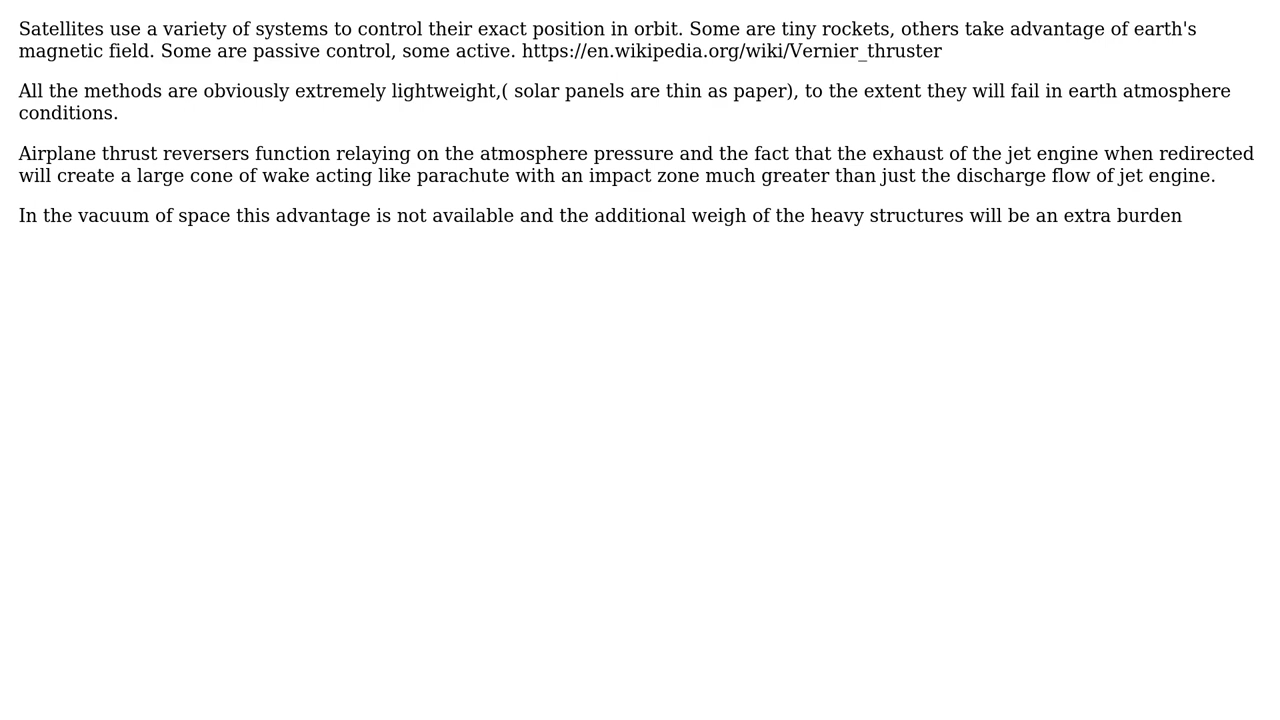 Satellites use a variety of systems to control their exact position in orbit. Some are tiny rockets, others take advantage of earth's
magnetic field. Some are passive control, some active. https://en.wikipedia.org/wiki/Vernier_thruster
All the methods are obviously extremely lightweight,( solar panels are thin as paper), to the extent they will fail in earth atmosphere
conditions.
Airplane thrust reversers function relaying on the atmosphere pressure and the fact that the exhaust of the jet engine when redirected
will create a large cone of wake acting like parachute with an impact zone much greater than just the discharge flow of jet engine.
In the vacuum of space this advantage is not available and the additional weigh of the heavy structures will be an extra burden